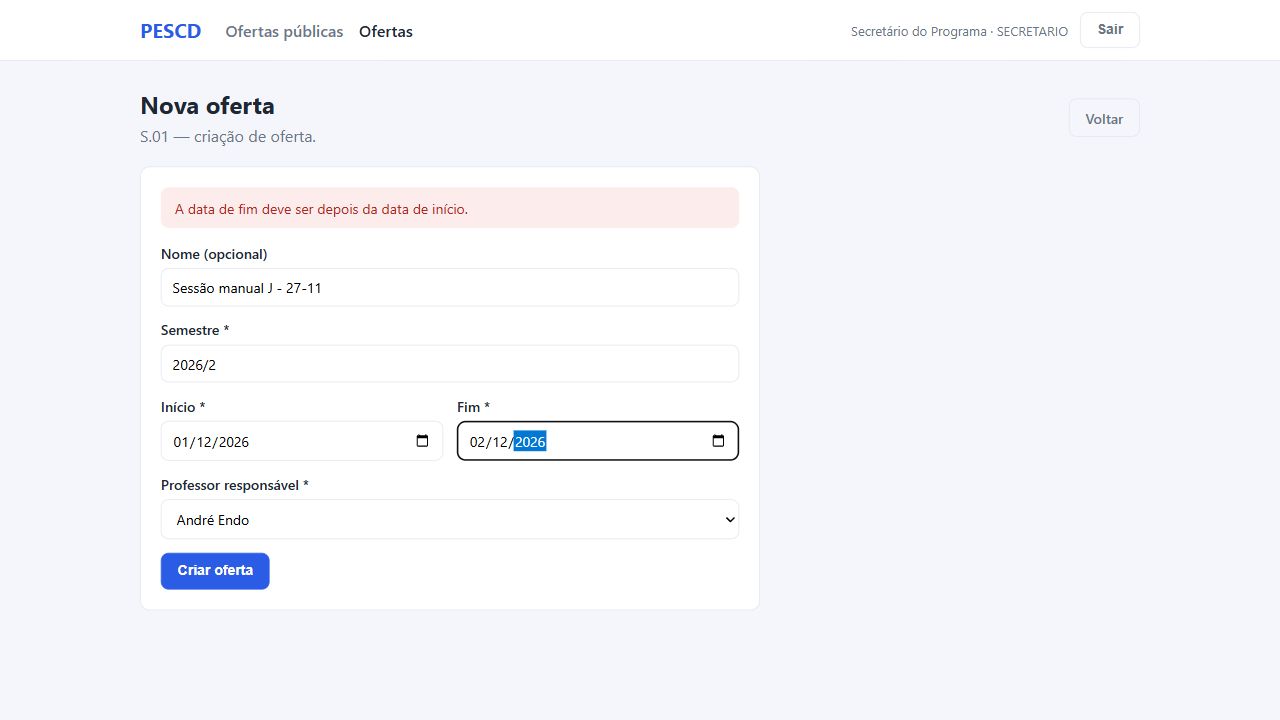 PESCD Ofertas públicas Ofertas Secretário do Programa · SECRETARIO Sair
Nova oferta
S.01 — criação de oferta.
Voltar
A data de fim deve ser depois da data de início.
Nome (opcional)
Sessão manual J - 27-11
Semestre *
2026/2
Início * Fim *
01/12/2026 02/12/2026
Professor responsável *
André Endo
Criar oferta